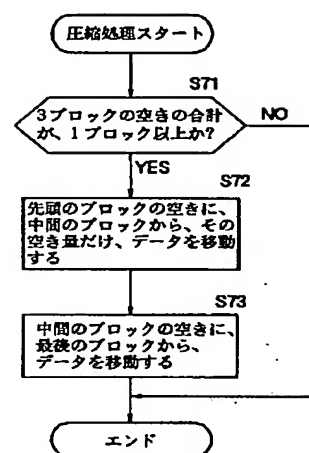 圧縮処理スタート
S71
3ブロックの空きの合計
が、1ブロック以上か?
NO
YES
S72
先頭のブロックの空きに、
中間のブロックから、その
空き量だけ、データを移動
する
S73
中間のブロックの空きに、
最後のブロックから、
データを移動する
エンド